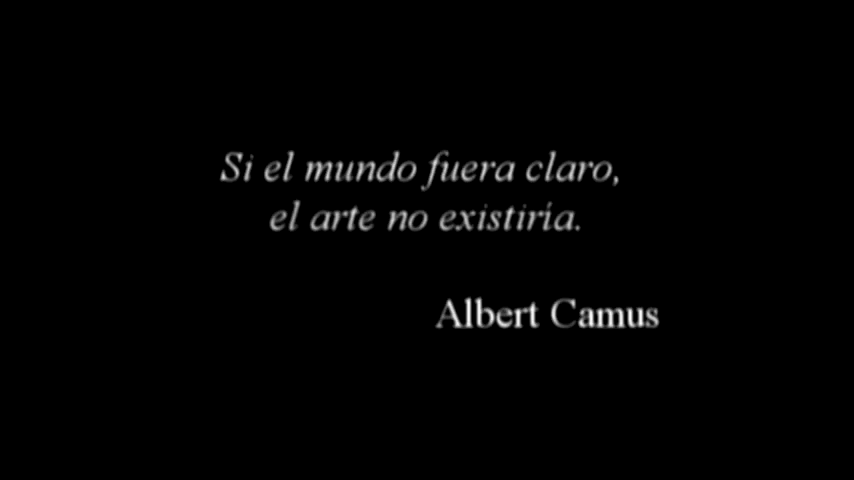 Si el mundo fuera claro,
el arte no existiría.
Albert Camus